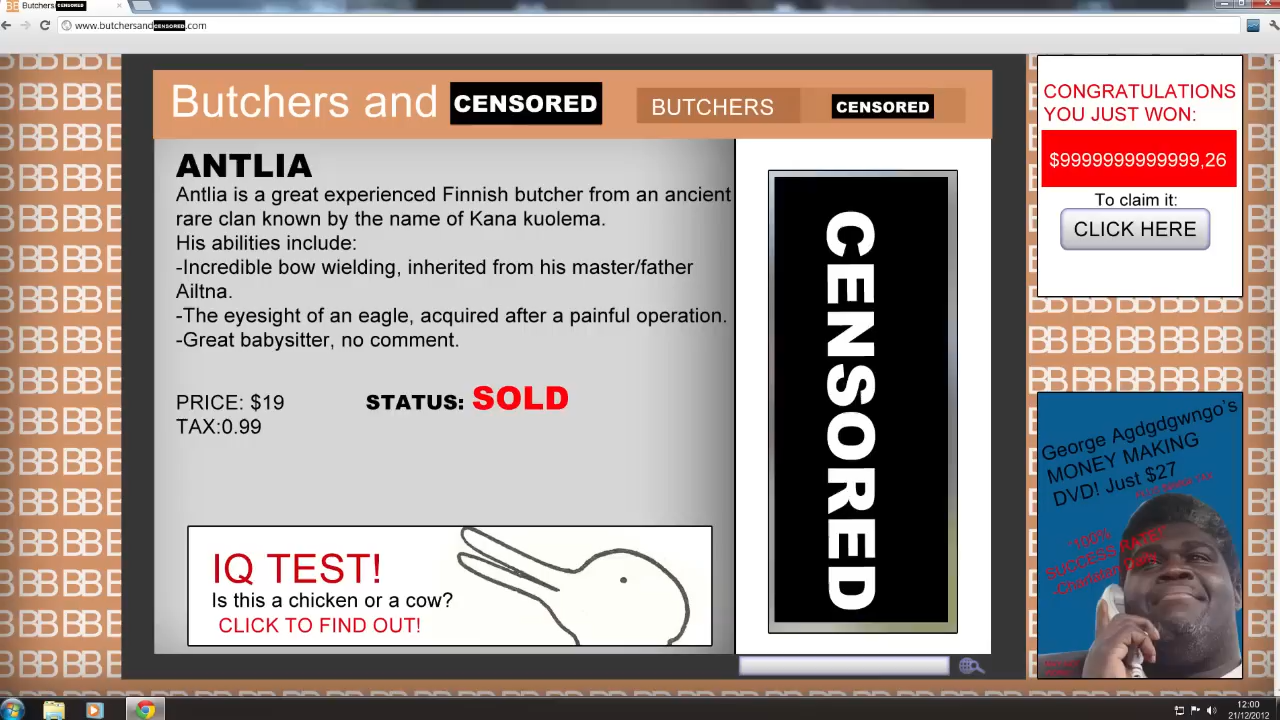 Butchers CENSORED
www.butchersandCENSORED.com
Butchers and CENSORED
BUTCHERS
CENSORED
ANTLIA
Antlia is a great experienced Finnish butcher from an ancient
rare clan known by the name of Kana kuolema.
His abilities include:
-Incredible bow wielding, inherited from his master/father
Ailtna.
-The eyesight of an eagle, acquired after a painful operation.
-Great babysitter, no comment.
PRICE: $19
STATUS: SOLD
TAX:0.99
IQ TEST!
Is this a chicken or a cow?
CLICK TO FIND OUT!
CENSORED
CONGRATULATIONS
YOU JUST WON:
$9999999999999,26
To claim it:
CLICK HERE
George Agdgdgwngo`s
MONEY MAKING
DVD! Just $27
"100%
SUCCESS RATE!"
-Charlatan Daily
12:00
21/12/2012